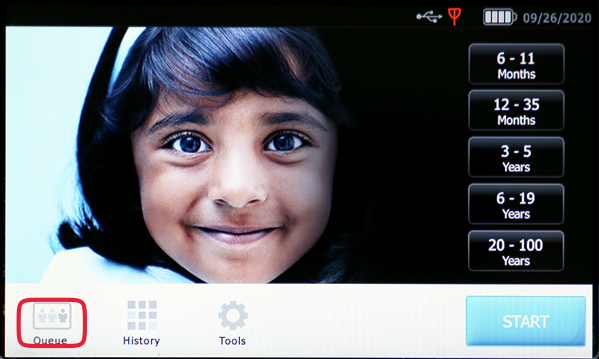 09/26/2020
6 - 11
Months
12 - 35
Months
3 - 5
Years
6 - 19
Years
20 - 100
Years
Queue
History
Tools
START